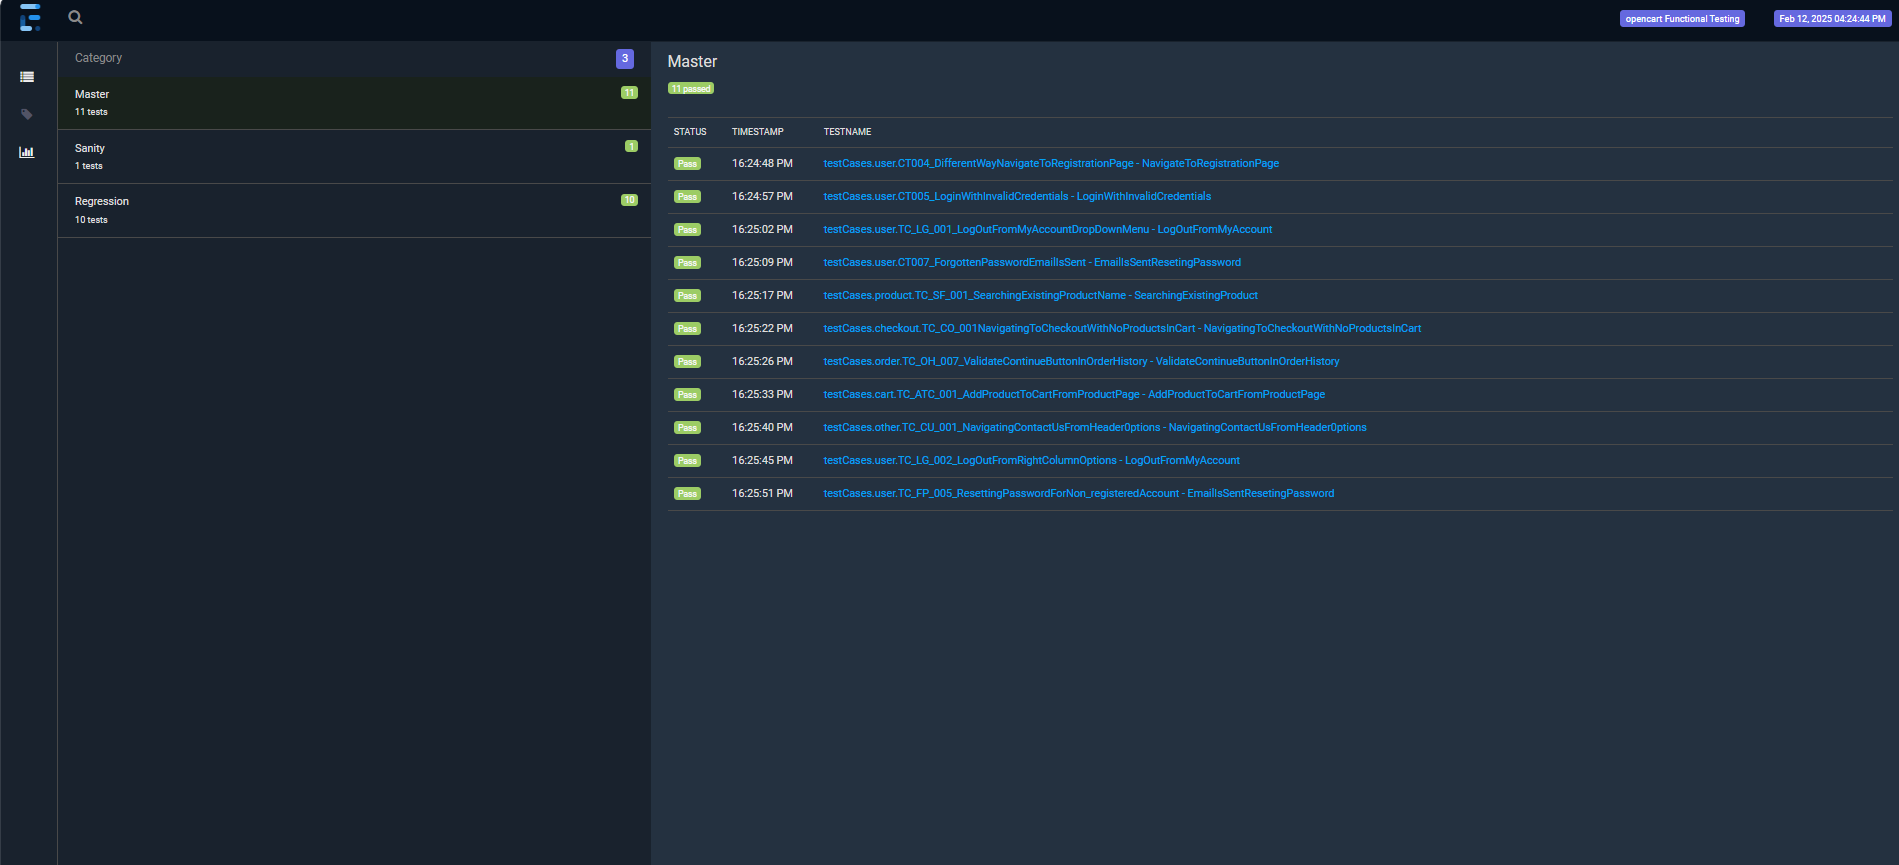 opencart Functional Testing Feb 12, 2025 04:24:44 PM
Category 3
Master 11
11 tests
Sanity 1
1 tests
Regression 10
10 tests
Master
11 passed
STATUS TIMESTAMP TESTNAME
Pass 16:24:48 PM testCases.user.CT004_DifferentWayNavigateToRegistrationPage - NavigateToRegistrationPage
Pass 16:24:57 PM testCases.user.CT005_LoginWithInvalidCredentials - LoginWithInvalidCredentials
Pass 16:25:02 PM testCases.user.TC_LG_001_LogOutFromMyAccountDropDownMenu - LogOutFromMyAccount
Pass 16:25:09 PM testCases.user.CT007_ForgottenPasswordEmailIsSent - EmailIsSentResetingPassword
Pass 16:25:17 PM testCases.product.TC_SF_001_SearchingExistingProductName - SearchingExistingProduct
Pass 16:25:22 PM testCases.checkout.TC_CO_001NavigatingToCheckoutWithNoProductsInCart - NavigatingToCheckoutWithNoProductsInCart
Pass 16:25:26 PM testCases.order.TC_OH_007_ValidateContinueButtonInOrderHistory - ValidateContinueButtonInOrderHistory
Pass 16:25:33 PM testCases.cart.TC_ATC_001_AddProductToCartFromProductPage - AddProductToCartFromProductPage
Pass 16:25:40 PM testCases.other.TC_CU_001_NavigatingContactUsFromHeader0ptions - NavigatingContactUsFromHeader0ptions
Pass 16:25:45 PM testCases.user.TC_LG_002_LogOutFromRightColumnOptions - LogOutFromMyAccount
Pass 16:25:51 PM testCases.user.TC_FP_005_ResettingPasswordForNon_registeredAccount - EmailIsSentResetingPassword